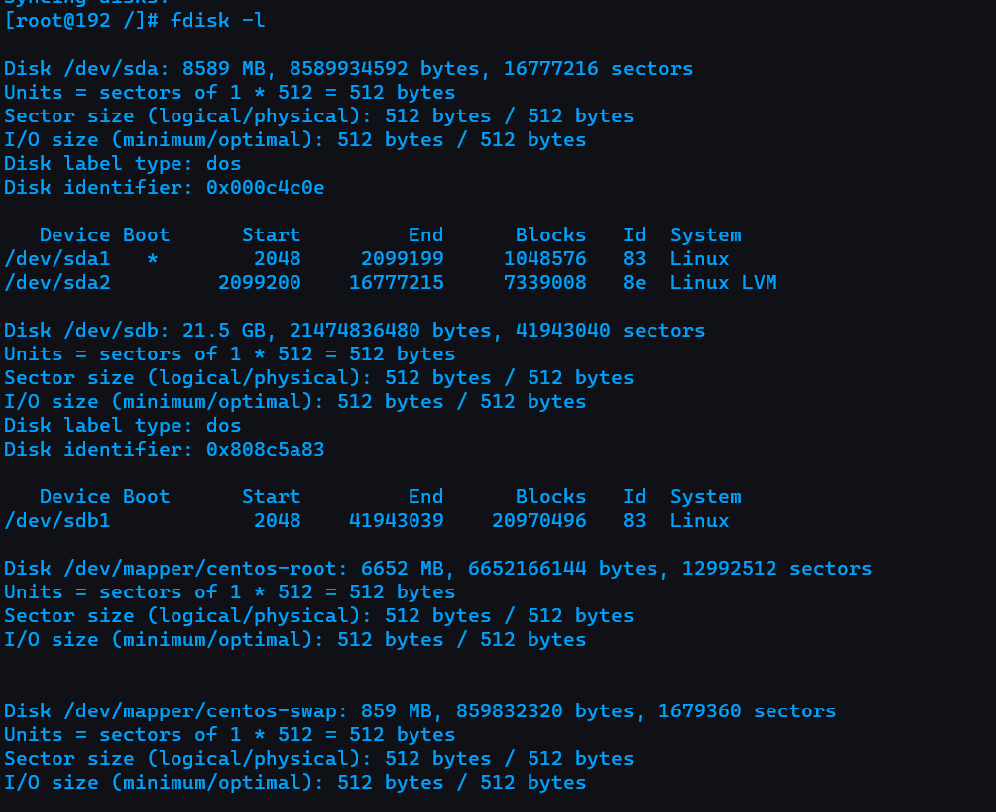 Syncing disks.
[root@192 /]# fdisk -l
Disk /dev/sda: 8589 MB, 8589934592 bytes, 16777216 sectors
Units = sectors of 1 * 512 = 512 bytes
Sector size (logical/physical): 512 bytes / 512 bytes
I/O size (minimum/optimal): 512 bytes / 512 bytes
Disk label type: dos
Disk identifier: 0x000c4c0e
Device Boot Start End Blocks Id System
/dev/sda1 * 2048 2099199 1048576 83 Linux
/dev/sda2 2099200 16777215 7339008 8e Linux LVM
Disk /dev/sdb: 21.5 GB, 21474836480 bytes, 41943040 sectors
Units = sectors of 1 * 512 = 512 bytes
Sector size (logical/physical): 512 bytes / 512 bytes
I/O size (minimum/optimal): 512 bytes / 512 bytes
Disk label type: dos
Disk identifier: 0x808c5a83
Device Boot Start End Blocks Id System
/dev/sdb1 2048 41943039 20970496 83 Linux
Disk /dev/mapper/centos-root: 6652 MB, 6652166144 bytes, 12992512 sectors
Units = sectors of 1 * 512 = 512 bytes
Sector size (logical/physical): 512 bytes / 512 bytes
I/O size (minimum/optimal): 512 bytes / 512 bytes
Disk /dev/mapper/centos-swap: 859 MB, 859832320 bytes, 1679360 sectors
Units = sectors of 1 * 512 = 512 bytes
Sector size (logical/physical): 512 bytes / 512 bytes
I/O size (minimum/optimal): 512 bytes / 512 bytes